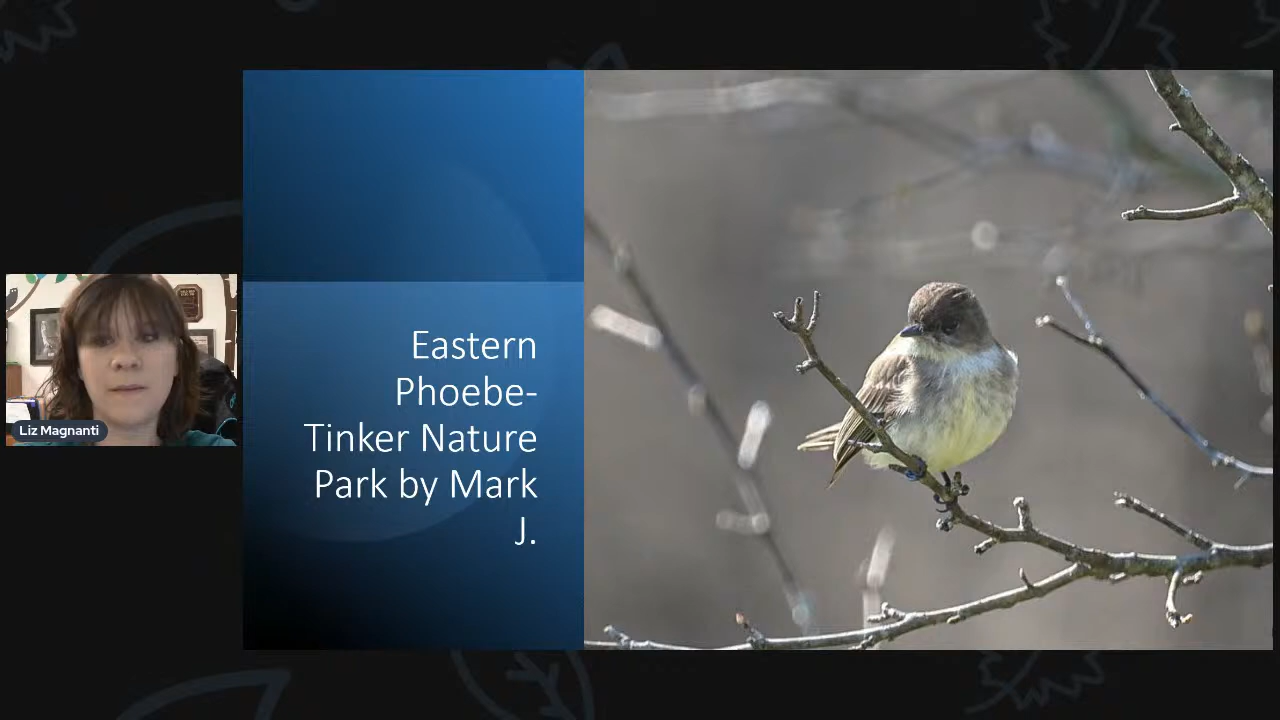 Eastern
Phoebe-
Tinker Nature
Park by Mark
J.
Liz Magnanti